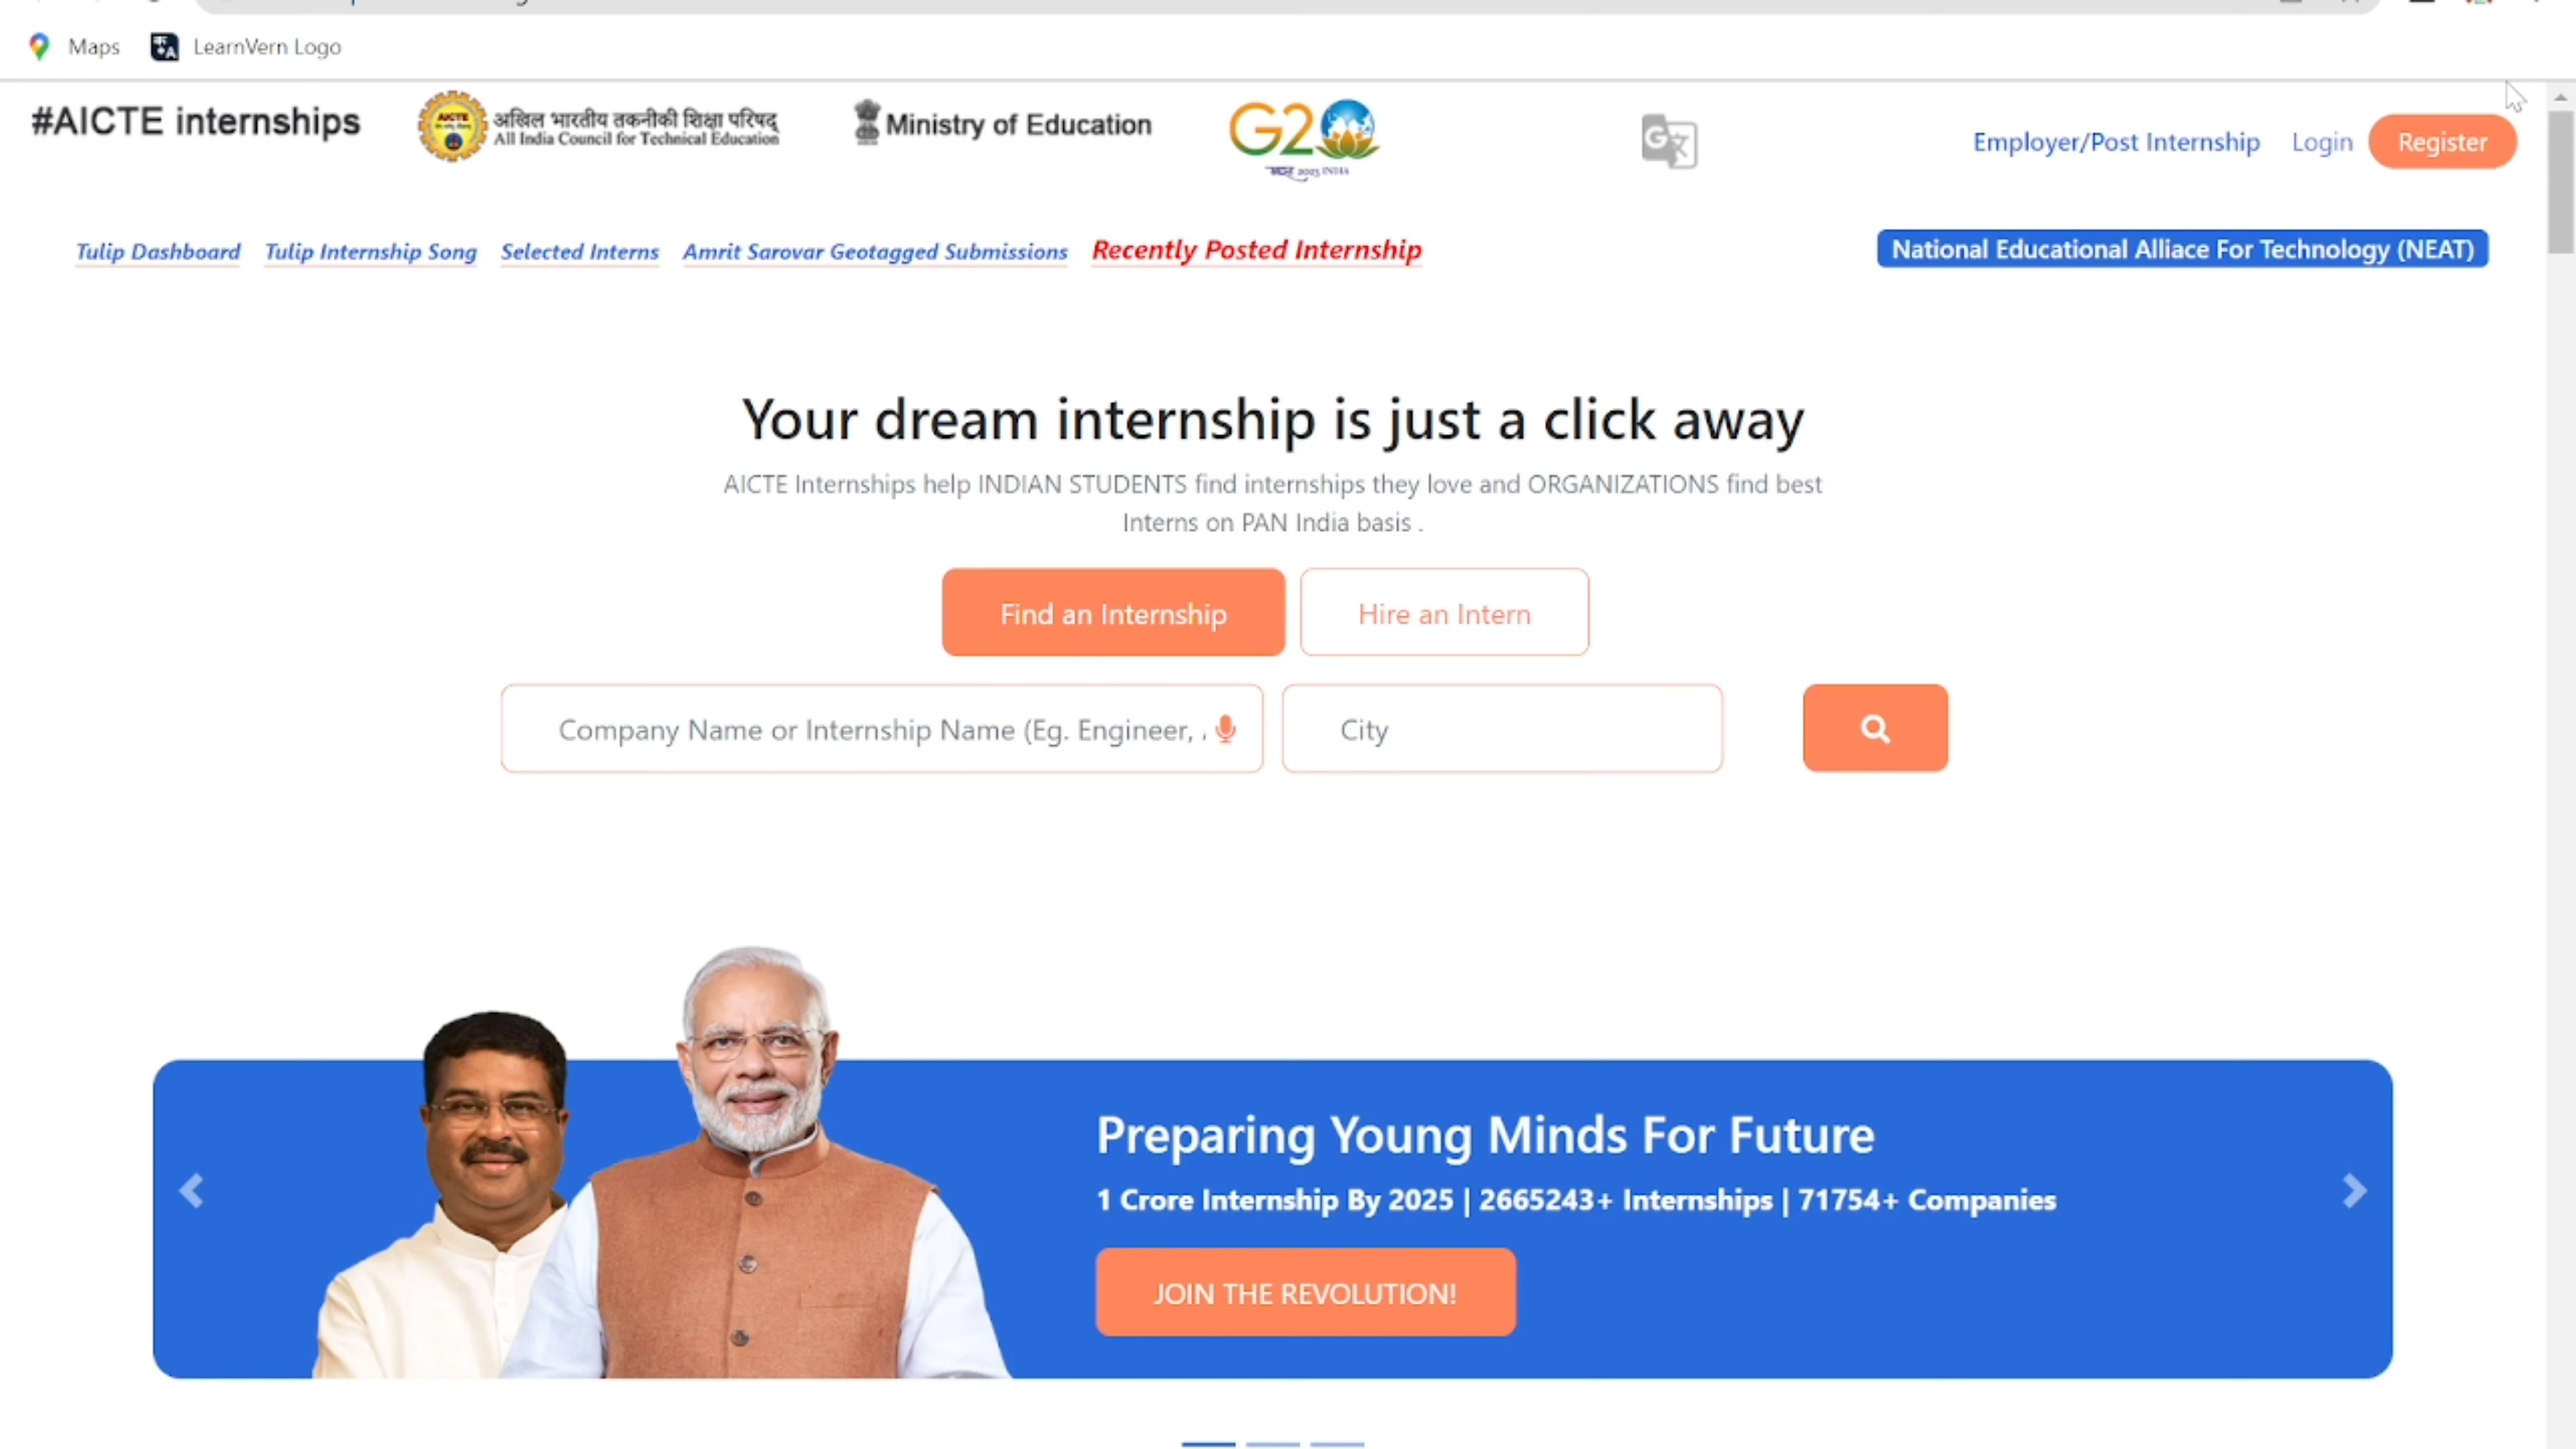 Maps LearnVern Logo
#AICTE internships
AICTE
अखिल भारतीय तकनीकी शिक्षा परिषद्
All India Council for Technical Education
Ministry of Education
G20
2023 INDIA
Employer/Post Internship Login Register
Tulip Dashboard Tulip Internship Song Selected Interns Amrit Sarovar Geotagged Submissions Recently Posted Internship National Educational Alliace For Technology (NEAT)
Your dream internship is just a click away
AICTE Internships help INDIAN STUDENTS find internships they love and ORGANIZATIONS find best
Interns on PAN India basis .
Find an Internship Hire an Intern
Company Name or Internship Name (Eg. Engineer, City
Preparing Young Minds For Future
1 Crore Internship By 2025 | 2665243+ Internships | 71754+ Companies
JOIN THE REVOLUTION!